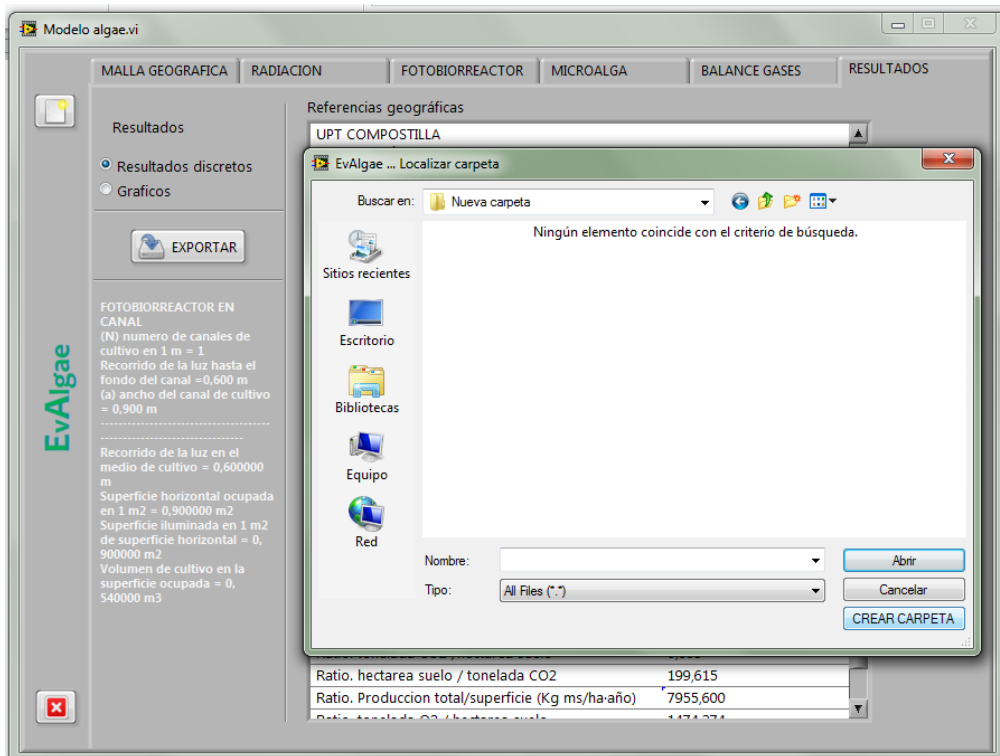 Modelo algae.vi
MALLA GEOGRAFICA
RADIACION
FOTOBIORREACTOR
MICROALGA
BALANCE GASES
RESULTADOS
Resultados
Resultados discretos
Graficos
EXPORTAR
FOTOBIORREACTOR EN
CANAL
(N) numero de canales de
cultivo en 1 m = 1
Recorrido de la luz hasta el
fondo del canal =0,600 m
(a) ancho del canal de cultivo
= 0,900 m
Recorrido de la luz en el
medio de cultivo = 0,600000
m
Superficie horizontal ocupada
en 1 m2 = 0,900000 m2
Superficie iluminada en 1 m2
de superficie horizontal = 0,
900000 m2
Volumen de cultivo en la
superficie ocupada = 0,
540000 m3
EvAlgae
Referencias geográficas
UPT COMPOSTILLA
EvAlgae ... Localizar carpeta
Buscar en:
Nueva carpeta
Ningún elemento coincide con el criterio de búsqueda.
Sitios recientes
Escritorio
Bibliotecas
Equipo
Red
Nombre:
Abrir
Tipo:
All Files (*.*)
Cancelar
CREAR CARPETA
Ratio. hectarea suelo / tonelada CO2 199,615
Ratio. Produccion total/superficie (Kg ms/ha·año) 7955,600